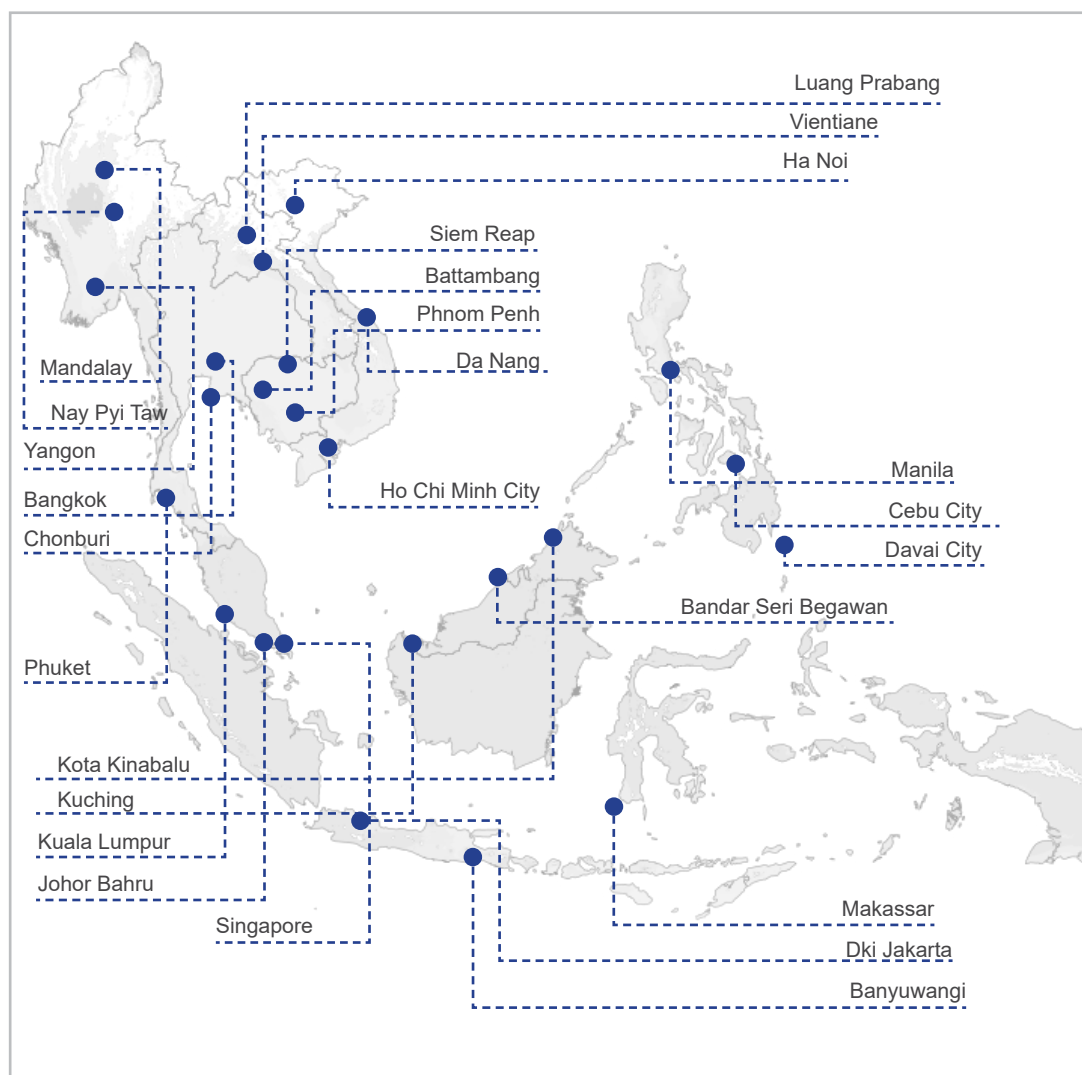 Luang Prabang
Vientiane
Ha Noi
Siem Reap
Battambang
Phnom Penh
Da Nang
Mandalay
Nay Pyi Taw
Yangon
Bangkok
Chonburi
Ho Chi Minh City
Manila
Cebu City
Davai City
Bandar Seri Begawan
Phuket
Kota Kinabalu
Kuching
Kuala Lumpur
Johor Bahru
Singapore
Makassar
Dki Jakarta
Banyuwangi